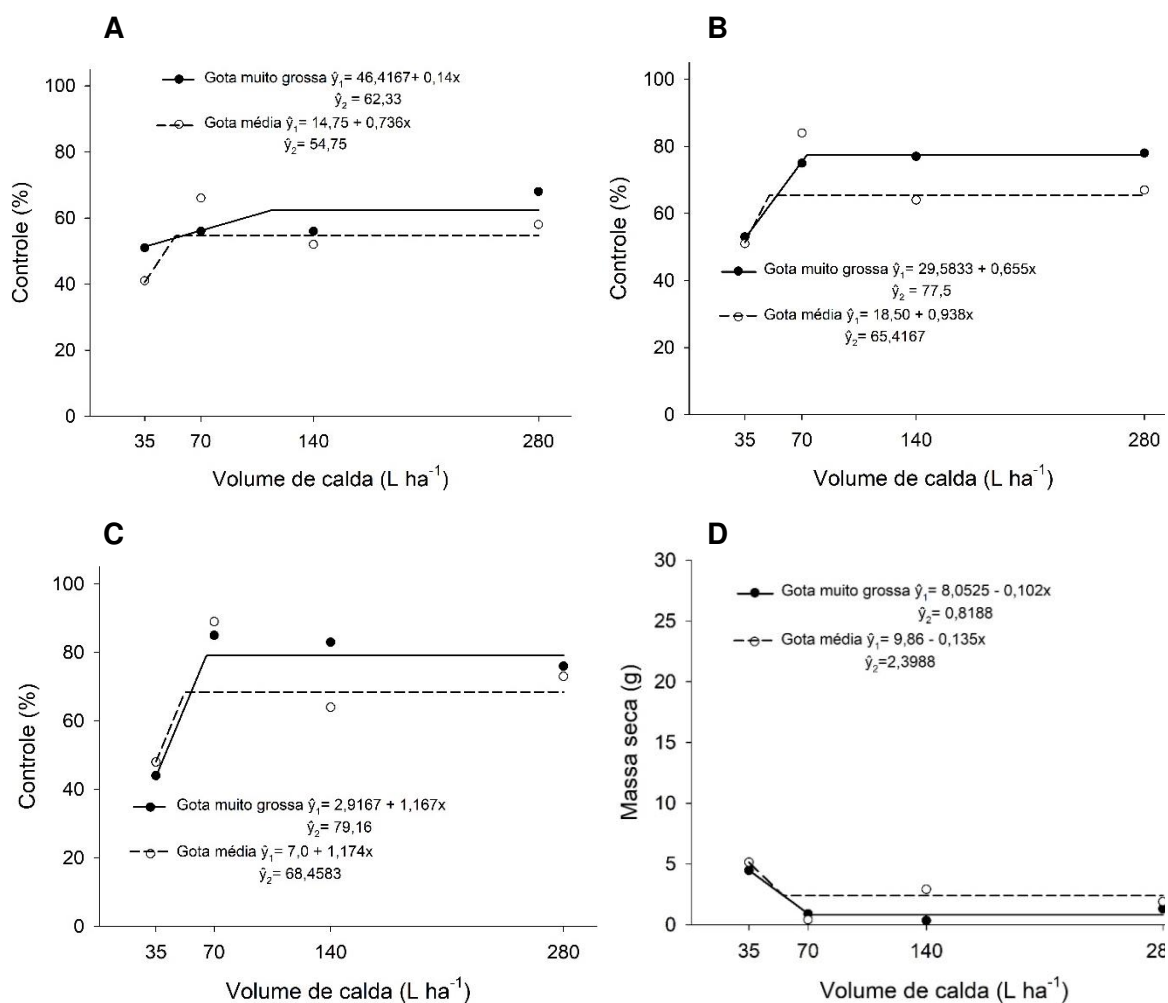 A
Gota muito grossa ŷ₁= 46,4167+ 0,14x
ŷ₂ = 62,33
Gota média ŷ₁= 14,75 + 0,736x
ŷ₂= 54,75
100
80
60
40
20
0
Controle (%)
35
70
140
280
Volume de calda (L ha⁻¹)
B
100
80
60
40
20
0
Controle (%)
Gota muito grossa ŷ₁= 29,5833 + 0,655x
ŷ₂ = 77,5
Gota média ŷ₁= 18,50 + 0,938x
ŷ₂= 65,4167
35
70
140
280
Volume de calda (L ha⁻¹)
C
100
80
60
40
20
0
Controle (%)
Gota muito grossa ŷ₁= 2,9167 + 1,167x
ŷ₂= 79,16
Gota média ŷ₁= 7,0 + 1,174x
ŷ₂= 68,4583
35
70
140
280
Volume de calda (L ha⁻¹)
D
30
25
20
15
10
5
0
Massa seca (g)
Gota muito grossa ŷ₁= 8,0525 - 0,102x
ŷ₂= 0,8188
Gota média ŷ₁= 9,86 - 0,135x
ŷ₂=2,3988
35
70
140
28
Volume de calda (L ha⁻¹)